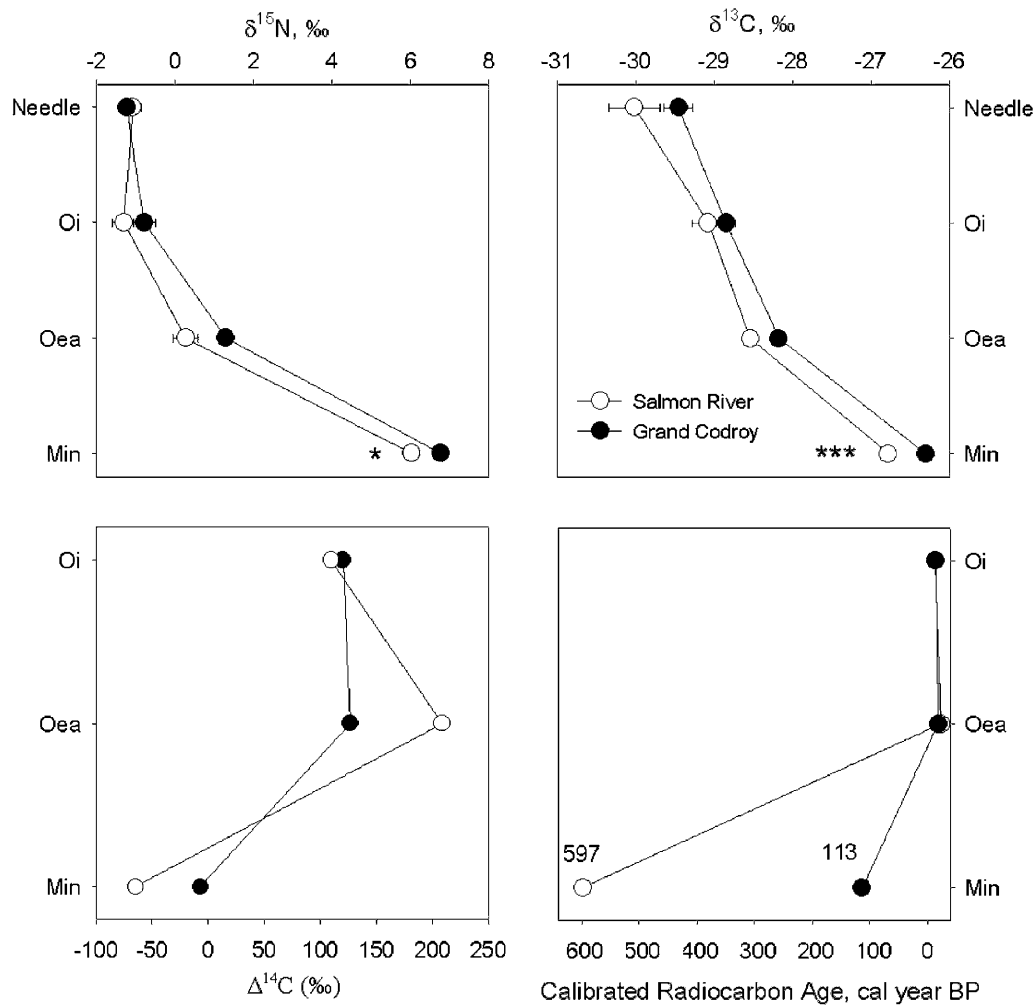 δ¹⁵N, ‰
-2 0 2 4 6 8
Needle
Oi
Oea
Min
*
δ¹³C, ‰
-31 -30 -29 -28 -27 -26
Needle
Oi
Oea
Min
Salmon River
Grand Codroy
***
Oi
Oea
Min
-100 -50 0 50 100 150 200 250
Δ¹⁴C (‰)
Oi
Oea
Min
597
113
600 500 400 300 200 100 0
Calibrated Radiocarbon Age, cal year BP